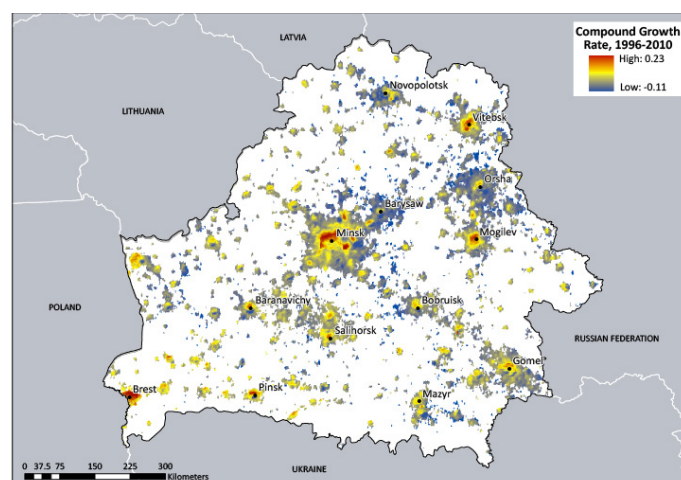 Compound Growth
Rate, 1996-2010
High: 0.23
Low: -0.11
LATVIA
LITHUANIA
Novopolotsk
Vitebsk
Orsha
Barysaw
Minsk
Mogilev
Baranavichy
Bobruisk
POLAND
Salihorsk
RUSSIAN FEDERATION
Gomel
Brest
Pinsk
Mazyr
UKRAINE
0 37.5 75 150 225 300
Kilometers